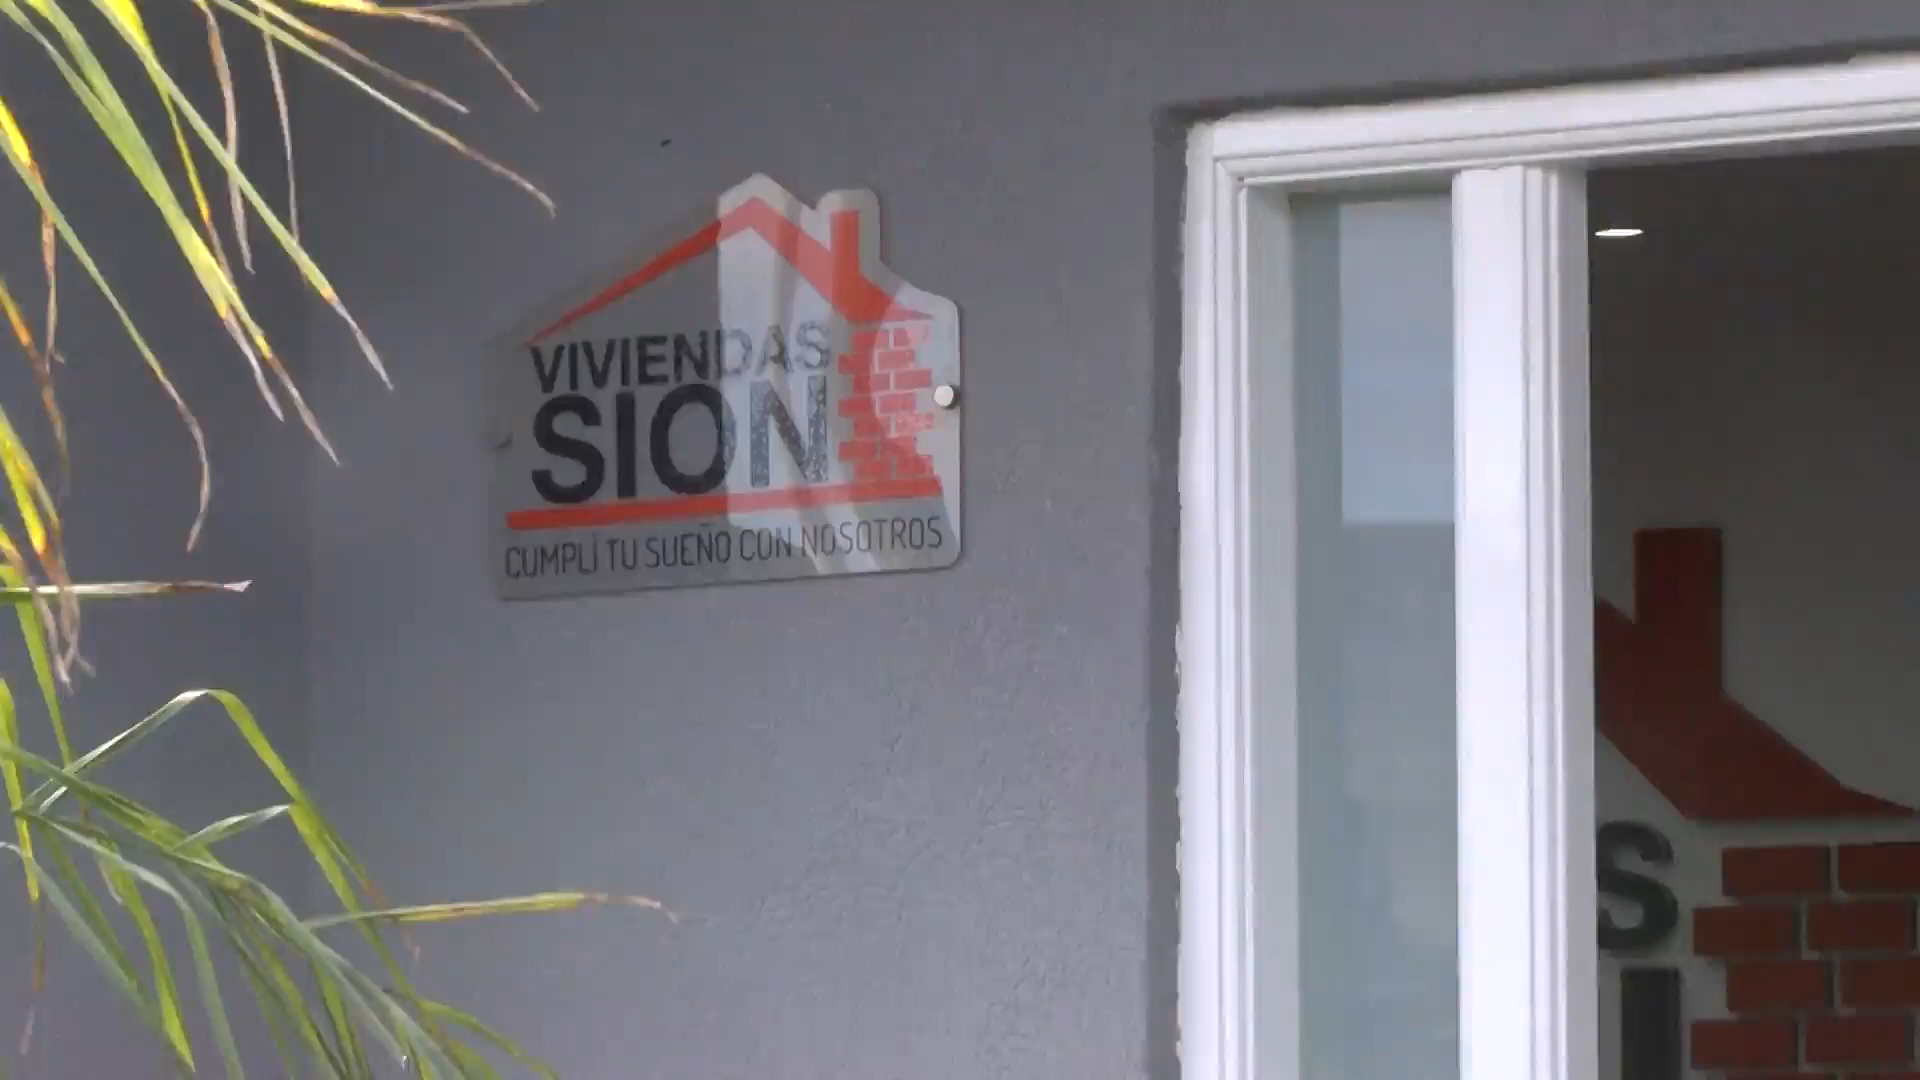 VIVIENDAS
SION
CUMPLÍ TU SUEÑO CON NOSOTROS
S